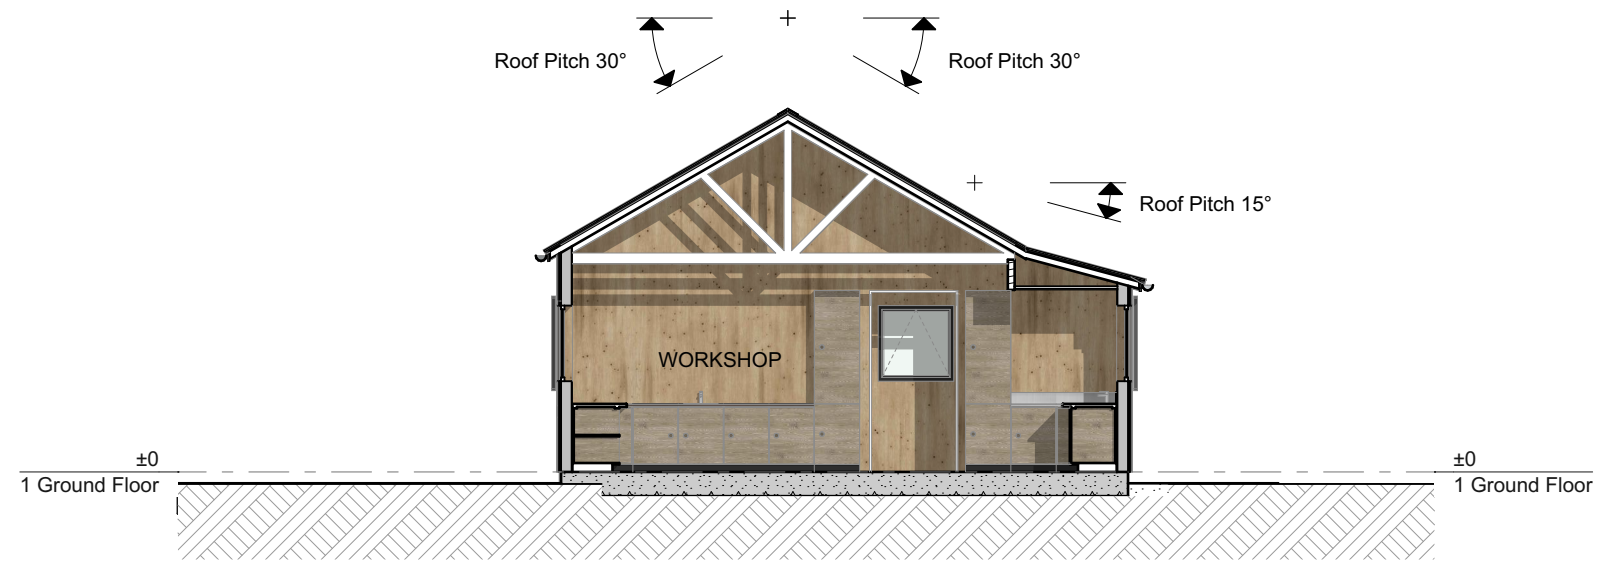 Roof Pitch 30°
Roof Pitch 30°
Roof Pitch 15°
WORKSHOP
±0
1 Ground Floor
±0
1 Ground Floor